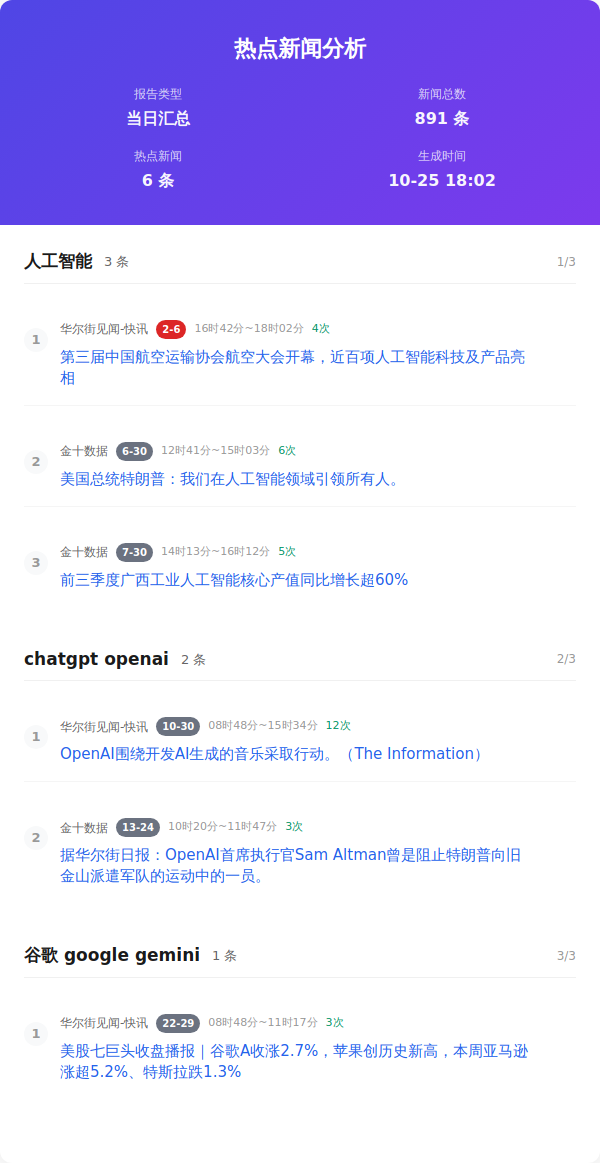 热点新闻分析
报告类型
新闻总数
当日汇总
891 条
热点新闻
生成时间
6 条
10-25 18:02
人工智能 3 条 1/3
1
华尔街见闻-快讯 2-6 16时42分~18时02分 4次
第三届中国航空运输协会航空大会开幕，近百项人工智能科技及产品亮
相
2
金十数据 6-30 12时41分~15时03分 6次
美国总统特朗普：我们在人工智能领域引领所有人。
3
金十数据 7-30 14时13分~16时12分 5次
前三季度广西工业人工智能核心产值同比增长超60%
chatgpt openai 2 条 2/3
1
华尔街见闻-快讯 10-30 08时48分~15时34分 12次
OpenAI围绕开发AI生成的音乐采取行动。（The Information）
2
金十数据 13-24 10时20分~11时47分 3次
据华尔街日报：OpenAI首席执行官Sam Altman曾是阻止特朗普向旧
金山派遣军队的运动中的一员。
谷歌 google gemini 1 条 3/3
1
华尔街见闻-快讯 22-29 08时48分~11时17分 3次
美股七巨头收盘播报｜谷歌A收涨2.7%，苹果创历史新高，本周亚马逊
涨超5.2%、特斯拉跌1.3%